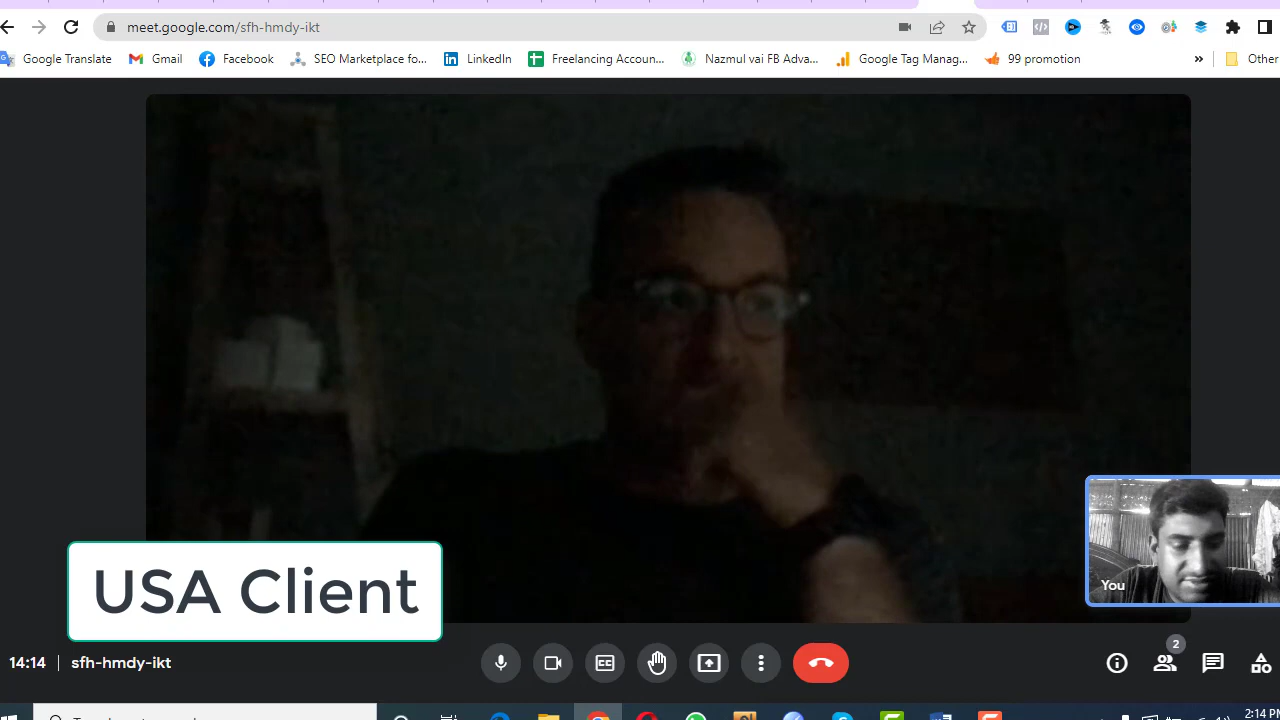 meet.google.com/sfh-hmdy-ikt
Google Translate
Gmail
Facebook
SEO Marketplace fo...
LinkedIn
Freelancing Accoun...
Nazmul vai FB Adva...
Google Tag Manag...
99 promotion
»
Other
You
USA Client
14:14
sfh-hmdy-ikt
2
2:14 PM